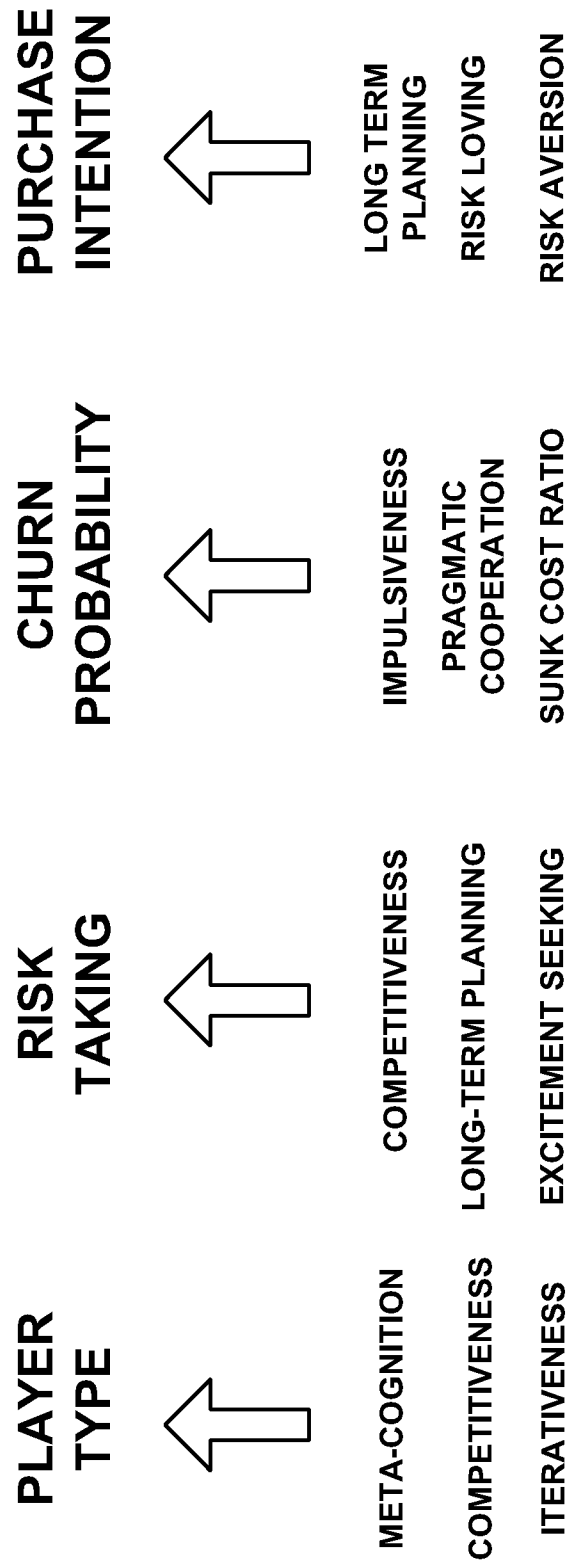 PLAYER
TYPE
META-COGNITION
COMPETITIVENESS
ITERATIVENESS
RISK
TAKING
COMPETITIVENESS
LONG-TERM PLANNING
EXCITEMENT SEEKING
CHURN
PROBABILITY
IMPULSIVENESS
PRAGMATIC
COOPERATION
SUNK COST RATIO
PURCHASE
INTENTION
LONG TERM
PLANNING
RISK LOVING
RISK AVERSION